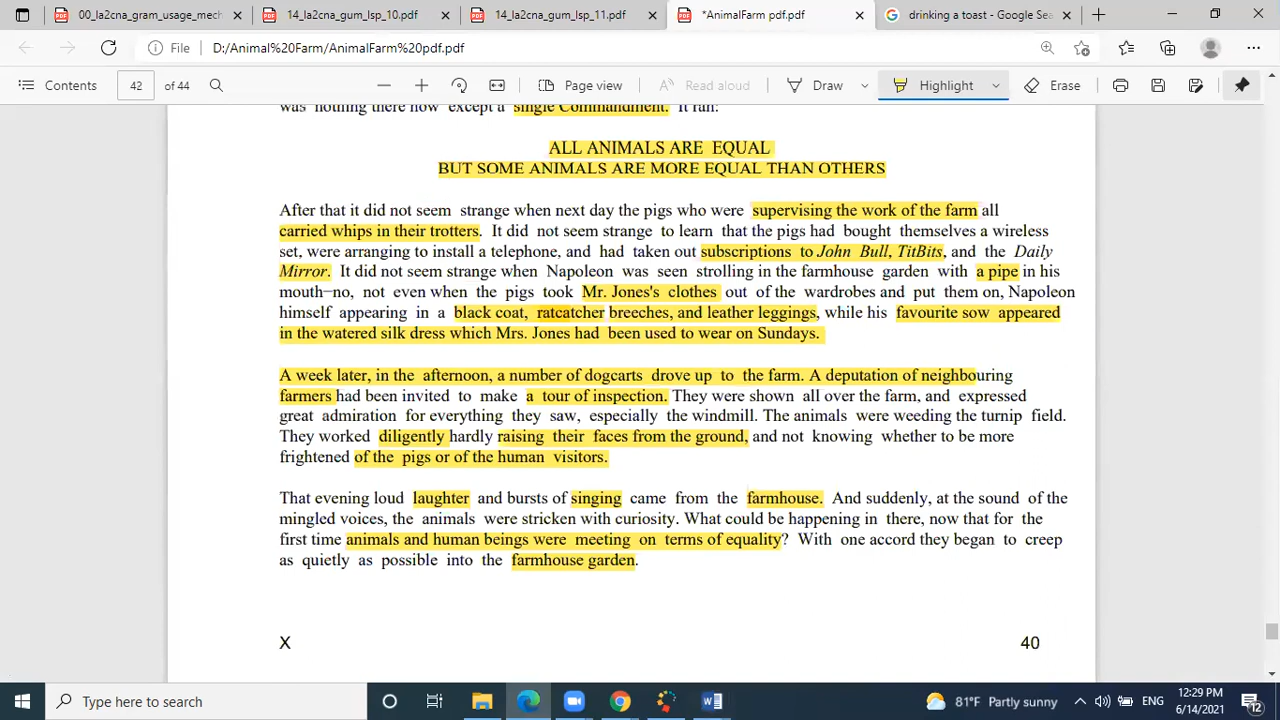 00_la2cna_gram_usage_mech
14_la2cna_gum_lsp_10.pdf
14_la2cna_gum_lsp_11.pdf
*AnimalFarm pdf.pdf
drinking a toast - Google Sea
File
D:/Animal%20Farm/AnimalFarm%20pdf.pdf
Contents
42
of 44
Page view
Read aloud
Draw
Highlight
Erase
was nothing there now except a single Commandment. It ran:
ALL ANIMALS ARE EQUAL
BUT SOME ANIMALS ARE MORE EQUAL THAN OTHERS
After that it did not seem strange when next day the pigs who were supervising the work of the farm all
carried whips in their trotters. It did not seem strange to learn that the pigs had bought themselves a wireless
set, were arranging to install a telephone, and had taken out subscriptions to John Bull, TitBits, and the Daily
Mirror. It did not seem strange when Napoleon was seen strolling in the farmhouse garden with a pipe in his
mouth—no, not even when the pigs took Mr. Jones's clothes out of the wardrobes and put them on, Napoleon
himself appearing in a black coat, ratcatcher breeches, and leather leggings, while his favourite sow appeared
in the watered silk dress which Mrs. Jones had been used to wear on Sundays.
A week later, in the afternoon, a number of dogcarts drove up to the farm. A deputation of neighbouring
farmers had been invited to make a tour of inspection. They were shown all over the farm, and expressed
great admiration for everything they saw, especially the windmill. The animals were weeding the turnip field.
They worked diligently hardly raising their faces from the ground, and not knowing whether to be more
frightened of the pigs or of the human visitors.
That evening loud laughter and bursts of singing came from the farmhouse. And suddenly, at the sound of the
mingled voices, the animals were stricken with curiosity. What could be happening in there, now that for the
first time animals and human beings were meeting on terms of equality? With one accord they began to creep
as quietly as possible into the farmhouse garden.
X
40
Type here to search
81°F Partly sunny
ENG
12:29 PM
6/14/2021
12